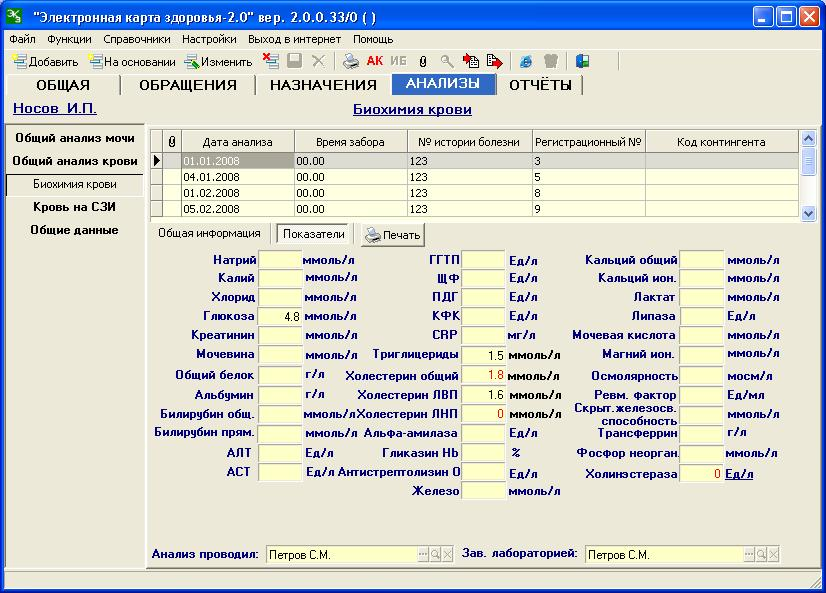 "Электронная карта здоровья-2.0" вер. 2.0.0.33/0 ( )
Файл Функции Справочники Настройки Выход в интернет Помощь
Добавить На основании Изменить АК ИБ
ОБЩАЯ ОБРАЩЕНИЯ НАЗНАЧЕНИЯ АНАЛИЗЫ ОТЧЁТЫ
Носов И.П. Биохимия крови
Общий анализ мочи
Общий анализ крови
Биохимия крови
Кровь на СЗИ
Общие данные
Дата анализа Время забора № истории болезни Регистрационный № Код контингента
01.01.2008 00.00 123 3
04.01.2008 00.00 123 5
01.02.2008 00.00 123 8
05.02.2008 00.00 123 9
Общая информация Показатели Печать
Натрий ммоль/л ГГТП Ед/л Кальций общий ммоль/л
Калий ммоль/л ЩФ Ед/л Кальций ион. ммоль/л
Хлорид ммоль/л ПДГ Ед/л Лактат ммоль/л
Глюкоза 4.8 ммоль/л КФК Ед/л Липаза Ед/л
Креатинин ммоль/л CRP мг/л Мочевая кислота ммоль/л
Мочевина ммоль/л Триглицериды 1.5 ммоль/л Магний ион. ммоль/л
Общий белок г/л Холестерин общий 1.8 ммоль/л Осмолярность мосм/л
Альбумин г/л Холестерин ЛВП 1.6 ммоль/л Ревм. фактор Ед/мл
Билирубин общ. ммоль/л Холестерин ЛНП 0 ммоль/л Скрыт.железосв. способность ммоль/л
Билирубин прям. ммоль/л Альфа-амилаза Ед/л Трансферрин г/л
АЛТ Ед/л Гликазин Hb % Фосфор неорган. ммоль/л
АСТ Ед/л Антистрептолизин О Ед/л Холинэстераза 0 Ед/л
Железо ммоль/л
Анализ проводил: Петров С.М. Зав. лабораторией: Петров С.М.